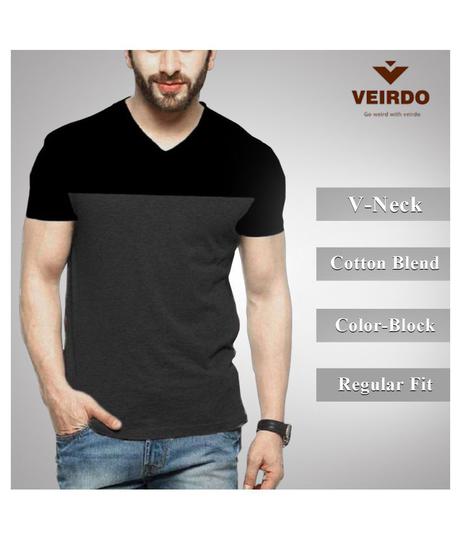 VEIRDO
Go weird with veirdo
V-Neck
Cotton Blend
Color-Block
Regular Fit